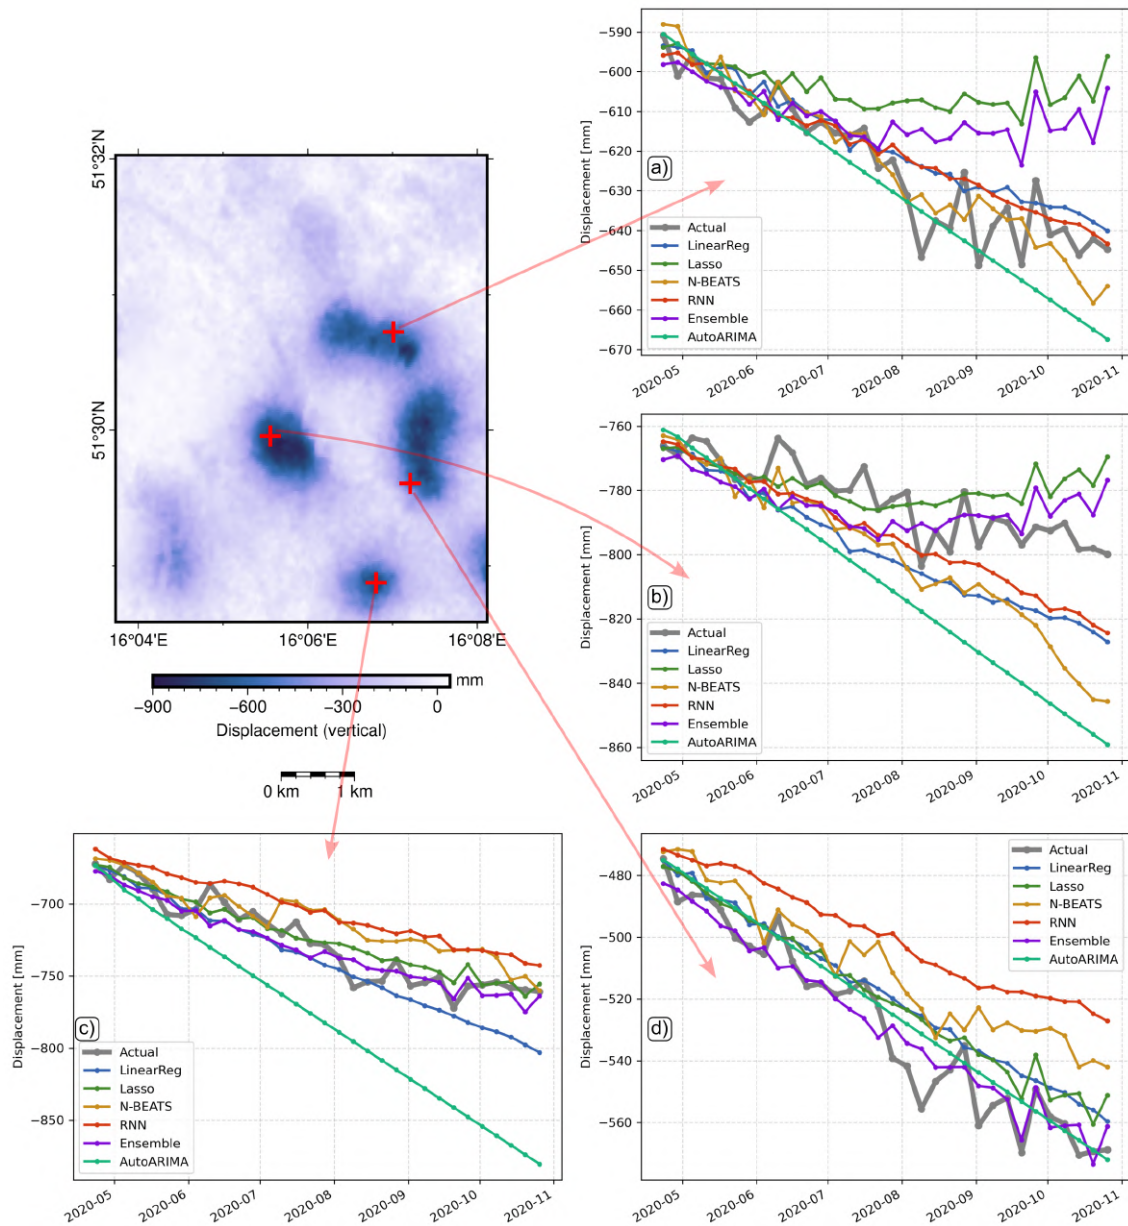 51°32'N
51°30'N
16°04'E 16°06'E 16°08'E
mm
−900 −600 −300 0
Displacement (vertical)
0 km 1 km
Displacement [mm]
−590
−600
−610
−620
−630
−640
−650
−660
−670
a)
Actual
LinearReg
Lasso
N-BEATS
RNN
Ensemble
AutoARIMA
2020-05 2020-06 2020-07 2020-08 2020-09 2020-10 2020-11
Displacement [mm]
−760
−780
−800
−820
−840
−860
b)
Actual
LinearReg
Lasso
N-BEATS
RNN
Ensemble
AutoARIMA
2020-05 2020-06 2020-07 2020-08 2020-09 2020-10 2020-11
Displacement [mm]
−700
−750
−800
−850
c)
Actual
LinearReg
Lasso
N-BEATS
RNN
Ensemble
AutoARIMA
2020-05 2020-06 2020-07 2020-08 2020-09 2020-10 2020-11
Displacement [mm]
−480
−500
−520
−540
−560
d)
Actual
LinearReg
Lasso
N-BEATS
RNN
Ensemble
AutoARIMA
2020-05 2020-06 2020-07 2020-08 2020-09 2020-10 2020-11